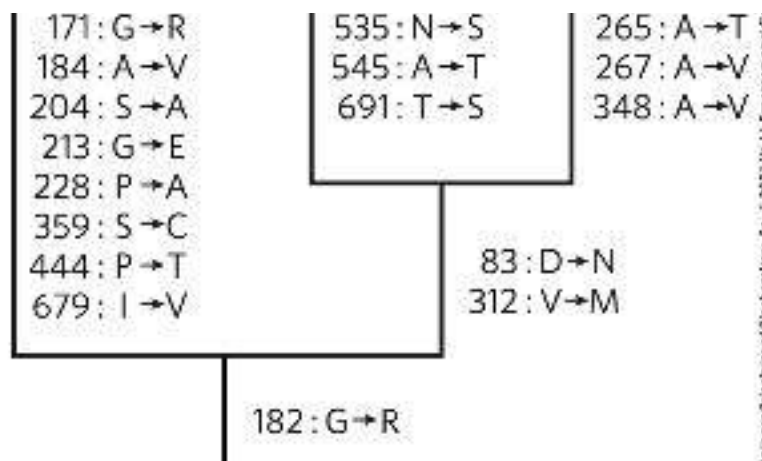 171: G→R
184: A→V
204: S→A
213: G→E
228: P→A
359: S→C
444: P→T
679: I→V
535: N→S
545: A→T
691: T→S
265: A→T
267: A→V
348: A→V
83: D→N
312: V→M
182: G→R